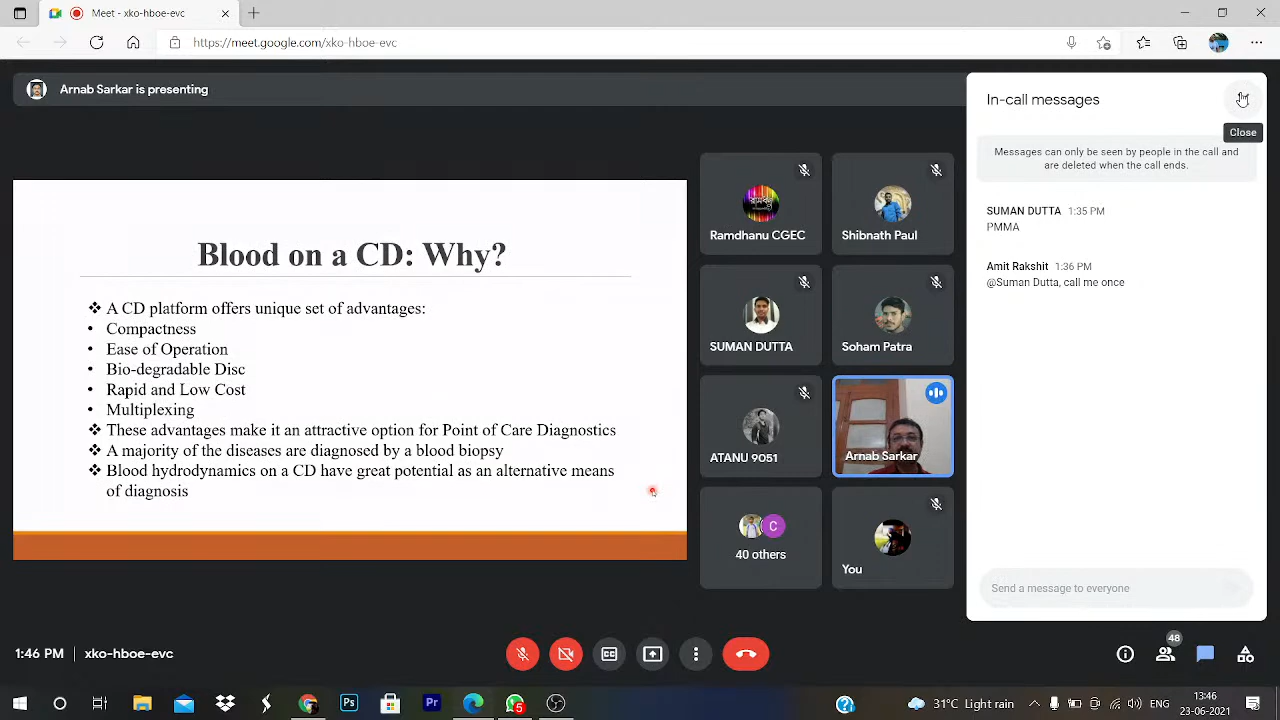 Meet - xko-hboe-evc
https://meet.google.com/xko-hboe-evc
Arnab Sarkar is presenting
Blood on a CD: Why?
❖ A CD platform offers unique set of advantages:
• Compactness
• Ease of Operation
• Bio-degradable Disc
• Rapid and Low Cost
• Multiplexing
❖ These advantages make it an attractive option for Point of Care Diagnostics
❖ A majority of the diseases are diagnosed by a blood biopsy
❖ Blood hydrodynamics on a CD have great potential as an alternative means
of diagnosis
Ramdhanu CGEC
Shibnath Paul
SUMAN DUTTA
Soham Patra
ATANU 9051
Arnab Sarkar
C
40 others
You
In-call messages
Close
Messages can only be seen by people in the call and
are deleted when the call ends.
SUMAN DUTTA 1:35 PM
PMMA
Amit Rakshit 1:36 PM
@Suman Dutta, call me once
Send a message to everyone
1:46 PM | xko-hboe-evc
CC
48
Ps
Pr
5
31°C Light rain
13:46
23-06-2021